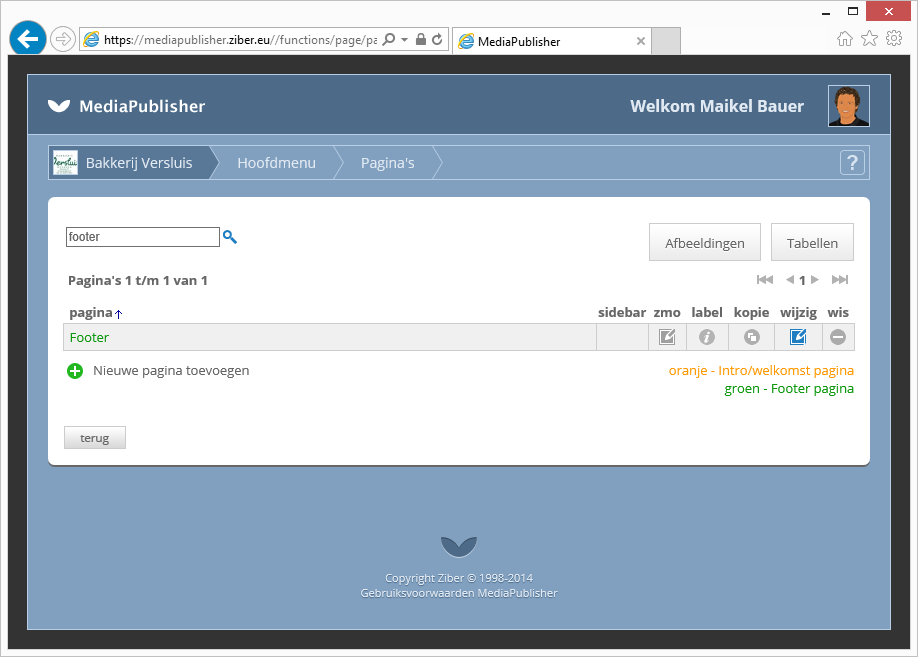 https://mediapublisher.ziber.eu//functions/page/pa
MediaPublisher
MediaPublisher
Welkom Maikel Bauer
Bakkerij Versluis
Hoofdmenu
Pagina's
?
footer
Afbeeldingen
Tabellen
Pagina's 1 t/m 1 van 1
1
pagina sidebar zmo label kopie wijzig wis
Footer
Nieuwe pagina toevoegen
oranje - Intro/welkomst pagina
groen - Footer pagina
terug
Copyright Ziber © 1998-2014
Gebruiksvoorwaarden MediaPublisher